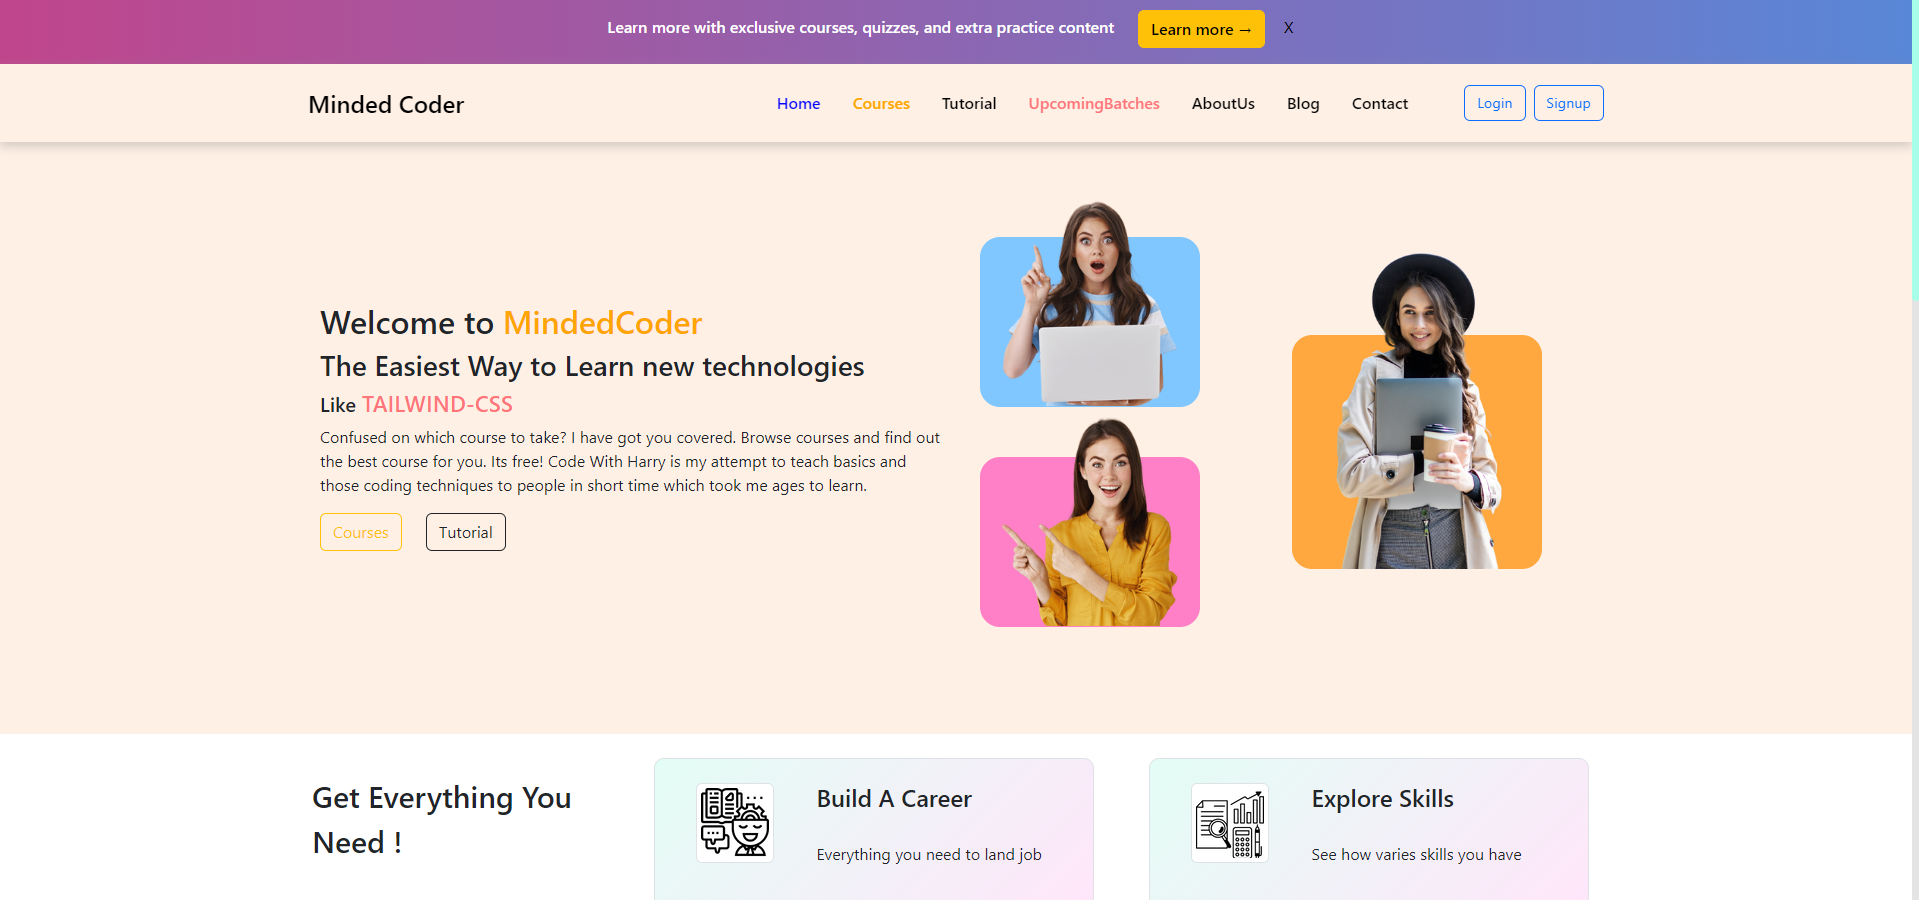 Learn more with exclusive courses, quizzes, and extra practice content Learn more → X
Minded Coder Home Courses Tutorial UpcomingBatches AboutUs Blog Contact Login Signup
Welcome to MindedCoder
The Easiest Way to Learn new technologies
Like TAILWIND-CSS
Confused on which course to take? I have got you covered. Browse courses and find out
the best course for you. Its free! Code With Harry is my attempt to teach basics and
those coding techniques to people in short time which took me ages to learn.
Courses Tutorial
Get Everything You
Need !
Build A Career
Everything you need to land job
Explore Skills
See how varies skills you have